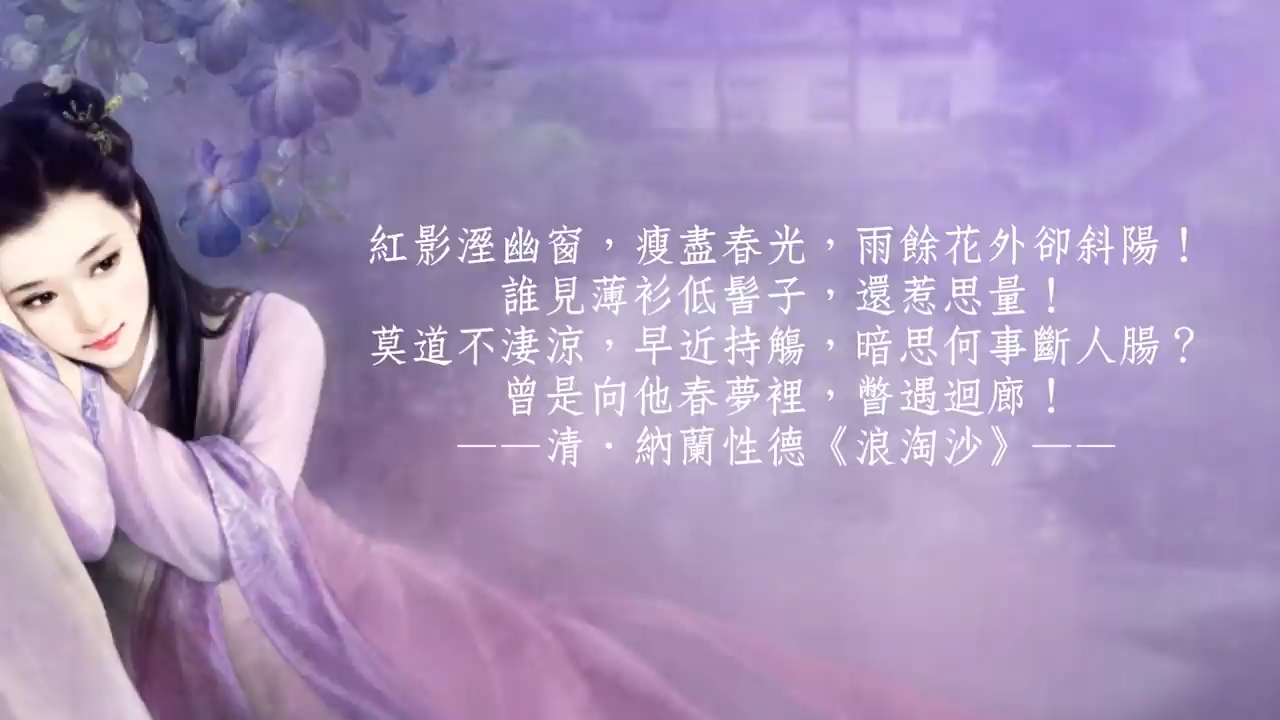 紅影溼幽窗，瘦盡春光，雨餘花外卻斜陽！
誰見薄衫低髻子，還惹思量！
莫道不淒涼，早近持觴，暗思何事斷人腸？
曾是向他春夢裡，瞥遇迴廊！
——清．納蘭性德《浪淘沙》——